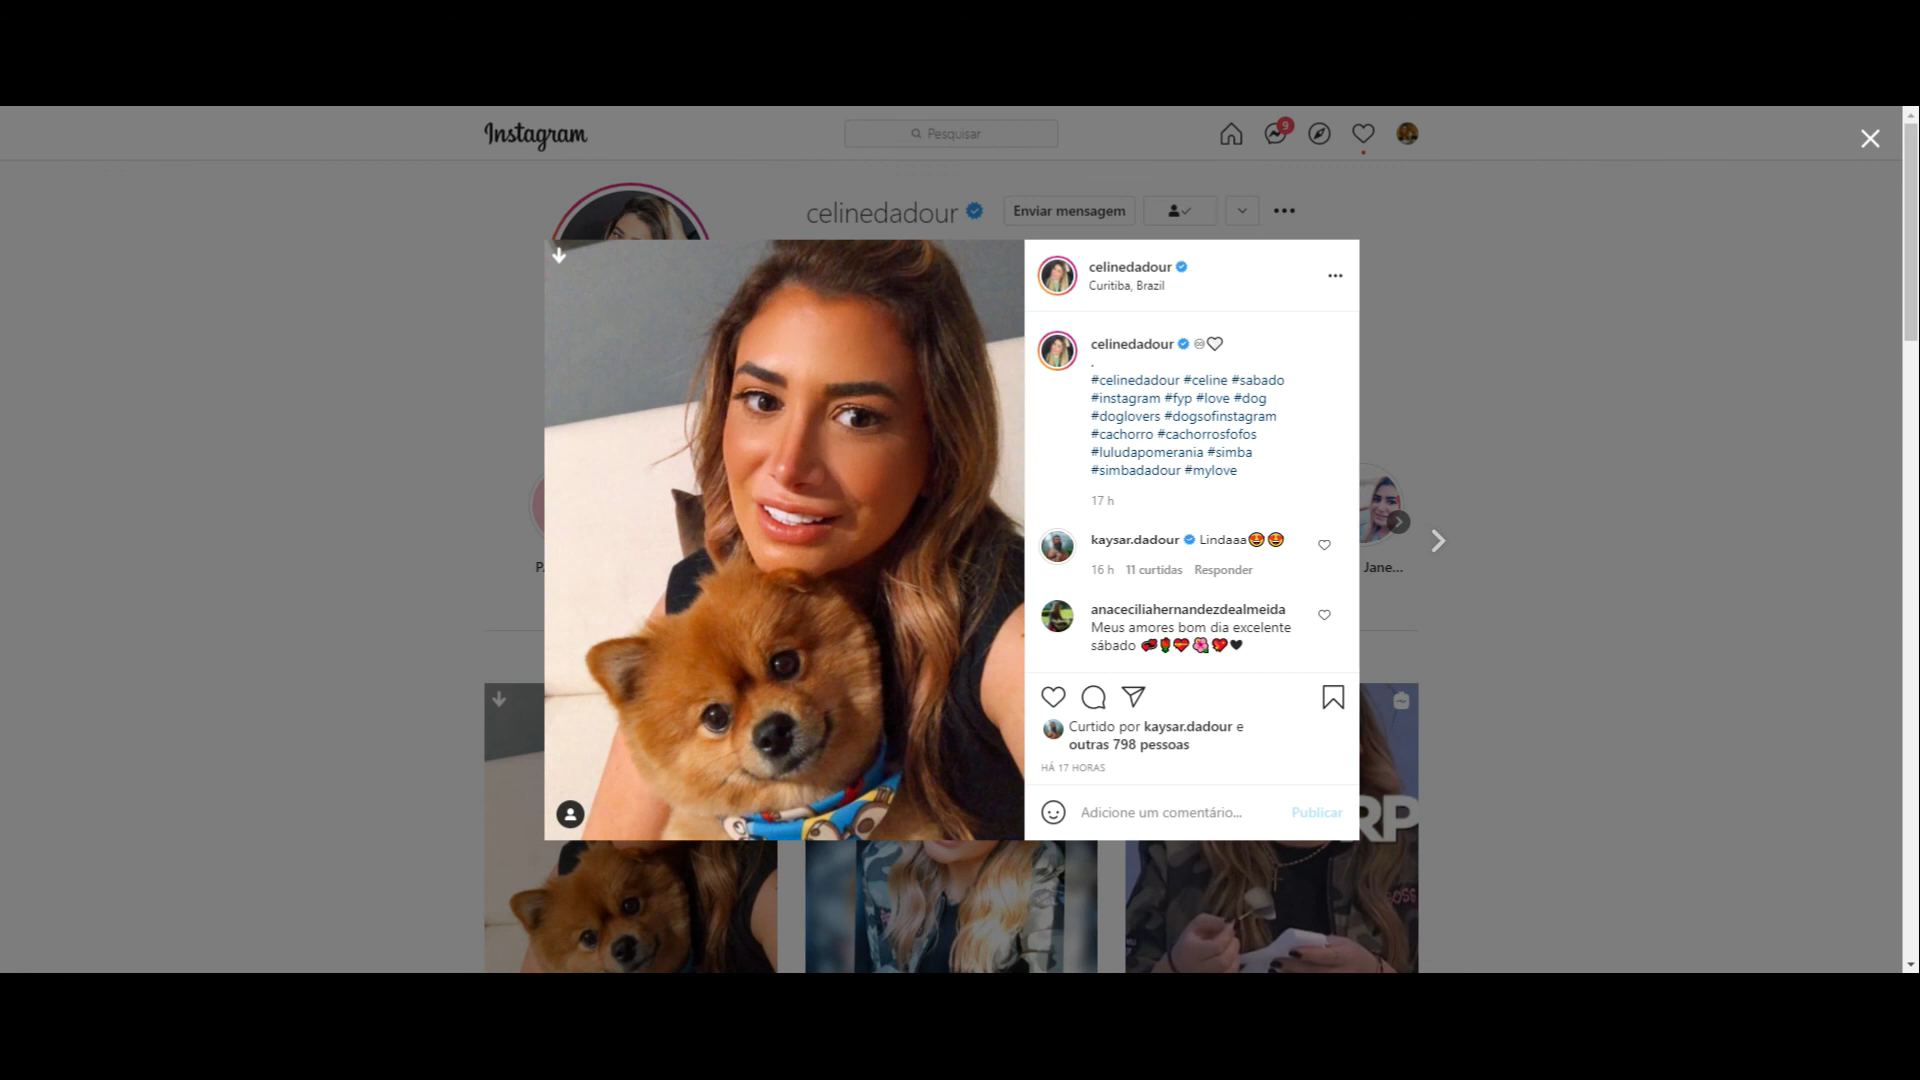 Instagram
Pesquisar
9
celinedadour
Enviar mensagem
celinedadour
Curitiba, Brazil
celinedadour ♾🤍
.
#celinedadour #celine #sabado
#instagram #fyp #love #dog
#doglovers #dogsofinstagram
#cachorro #cachorrosfofos
#luludapomerania #simba
#simbadadour #mylove
17 h
kaysar.dadour Lindaaa😍😍
16 h 11 curtidas Responder
Jane...
anaceciliahernandezdealmeida
Meus amores bom dia excelente
sábado 💞🌹💝🌺💖🖤
Curtido por kaysar.dadour e
outras 798 pessoas
HÁ 17 HORAS
Adicione um comentário... Publicar
RP